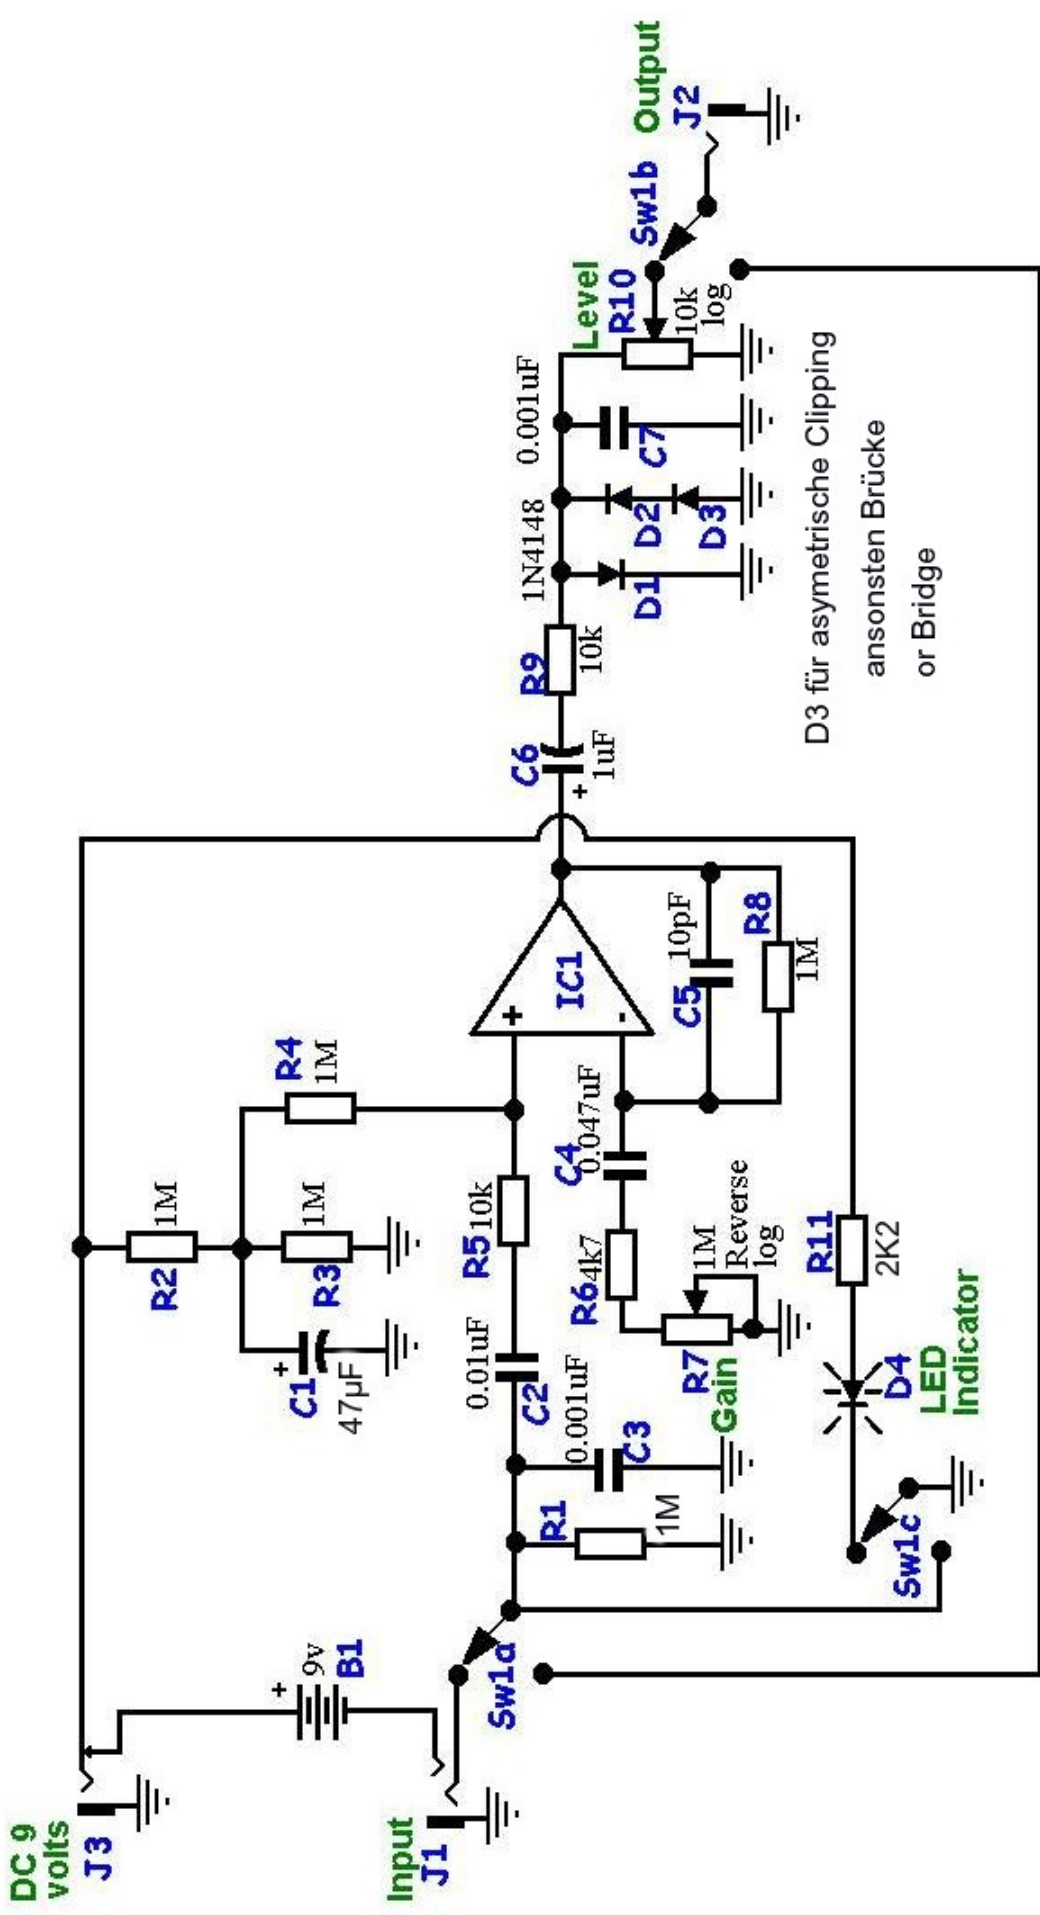 DC 9
volts
J3
Input
J1
9v
B1
+
Sw1a
R1
1M
0.001uF
C3
0.01uF
C2
R5
10k
+
C1
47µF
R2
1M
R3
1M
R4
1M
R6
4k7
R7
Gain
1M
Reverse
log
C4
0.047uF
+
-
IC1
C5
10pF
R8
1M
R11
2K2
D4
LED
Indicator
Sw1c
C6
+
1uF
R9
10k
1N4148
D1
D2
D3
0.001uF
C7
Level
R10
10k
log
Sw1b
Output
J2
D3 für asymetrische Clipping
ansonsten Brücke
or Bridge